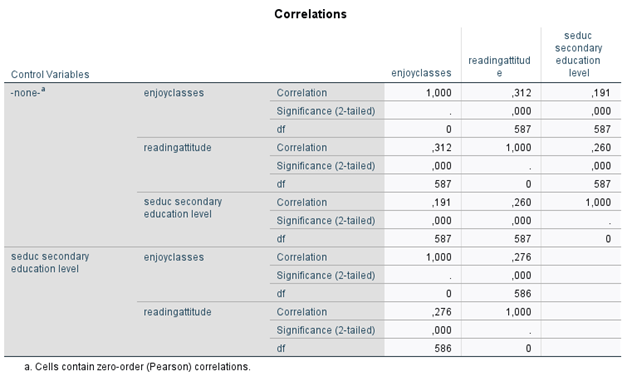 Correlations
Control Variables enjoyclasses readingattitud e seduc secondary education level
-none-a enjoyclasses Correlation 1,000 ,312 ,191
Significance (2-tailed) . ,000 ,000
df 0 587 587
readingattitude Correlation ,312 1,000 ,260
Significance (2-tailed) ,000 . ,000
df 587 0 587
seduc secondary education level Correlation ,191 ,260 1,000
Significance (2-tailed) ,000 ,000 .
df 587 587 0
seduc secondary education level enjoyclasses Correlation 1,000 ,276
Significance (2-tailed) . ,000
df 0 586
readingattitude Correlation ,276 1,000
Significance (2-tailed) ,000 .
df 586 0
a. Cells contain zero-order (Pearson) correlations.